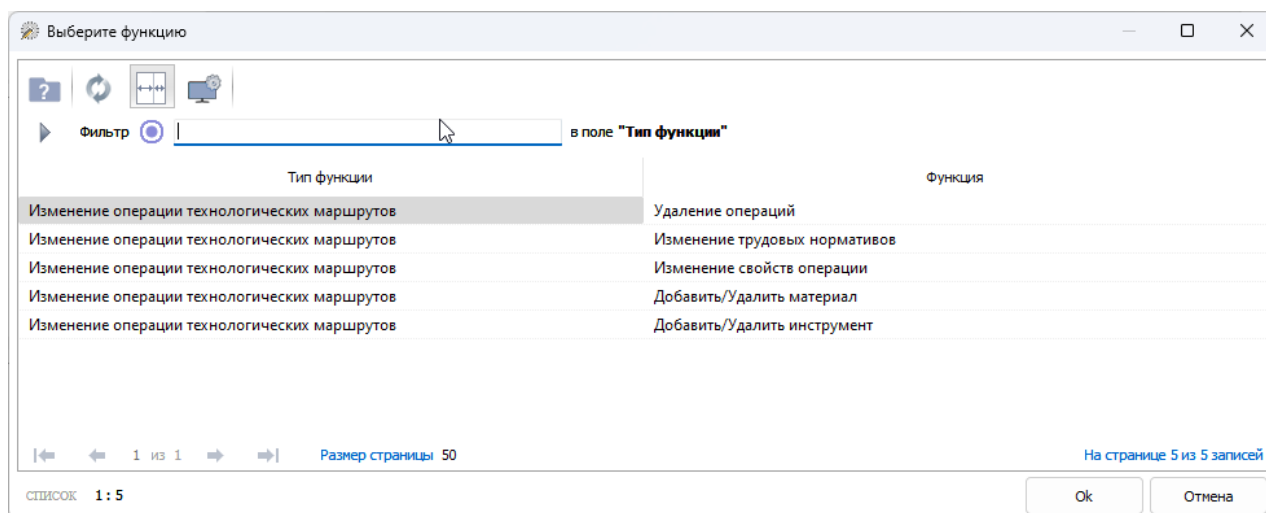 Выберите функцию
Фильтр в поле "Тип функции"
Тип функции Функция
Изменение операции технологических маршрутов Удаление операций
Изменение операции технологических маршрутов Изменение трудовых нормативов
Изменение операции технологических маршрутов Изменение свойств операции
Изменение операции технологических маршрутов Добавить/Удалить материал
Изменение операции технологических маршрутов Добавить/Удалить инструмент
1 из 1 Размер страницы 50 На странице 5 из 5 записей
СПИСОК 1:5 Ok Отмена